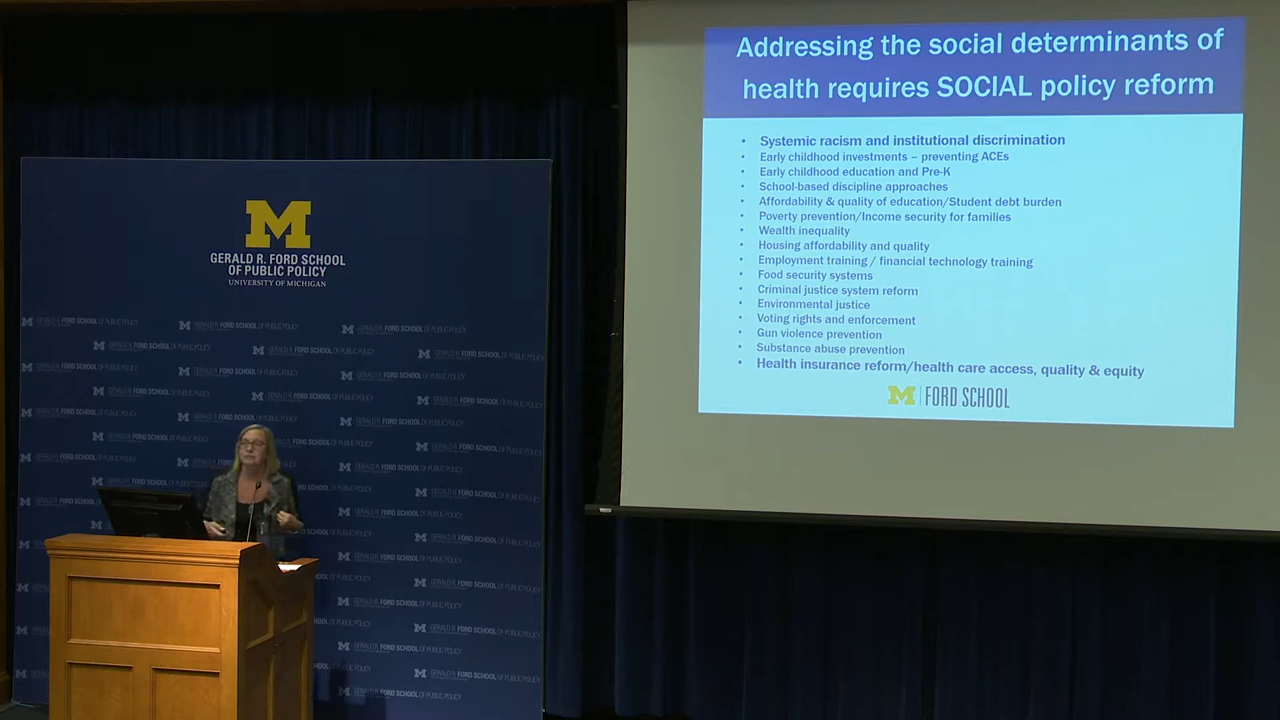 M
GERALD R. FORD SCHOOL
OF PUBLIC POLICY
UNIVERSITY OF MICHIGAN
Addressing the social determinants of
health requires SOCIAL policy reform
• Systemic racism and institutional discrimination
• Early childhood investments – preventing ACEs
• Early childhood education and Pre-K
• School-based discipline approaches
• Affordability & quality of education/Student debt burden
• Poverty prevention/Income security for families
• Wealth inequality
• Housing affordability and quality
• Employment training / financial technology training
• Food security systems
• Criminal justice system reform
• Environmental justice
• Voting rights and enforcement
• Gun violence prevention
• Substance abuse prevention
• Health insurance reform/health care access, quality & equity
M | FORD SCHOOL